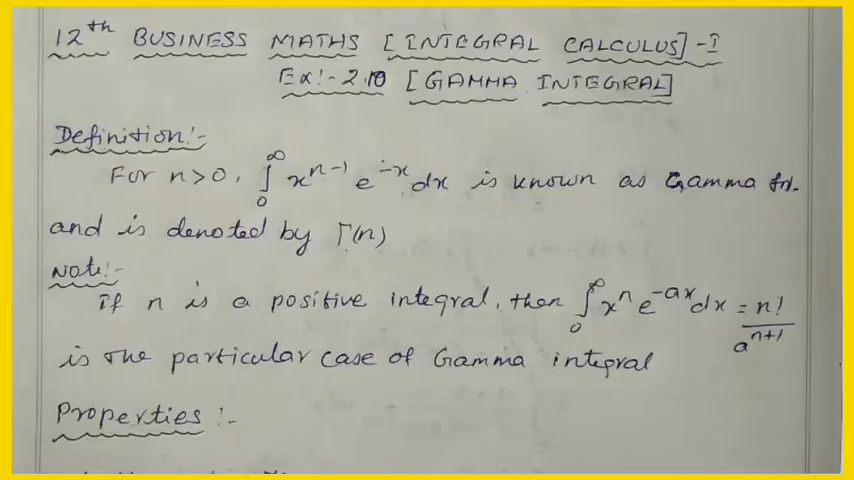 12th BUSINESS MATHS [INTEGRAL CALCULUS]-I
Ex:- 2.10 [GAMMA INTEGRAL]
Definition:-
For n>0, ∫₀^∞ x^(n-1) e^(-x) dx is known as Gamma fn.
and is denoted by Γ(n)
Note:-
If n is a positive integral, then ∫₀^∞ x^n e^(-ax) dx = n!/a^(n+1)
is the particular case of Gamma integral
Properties:-